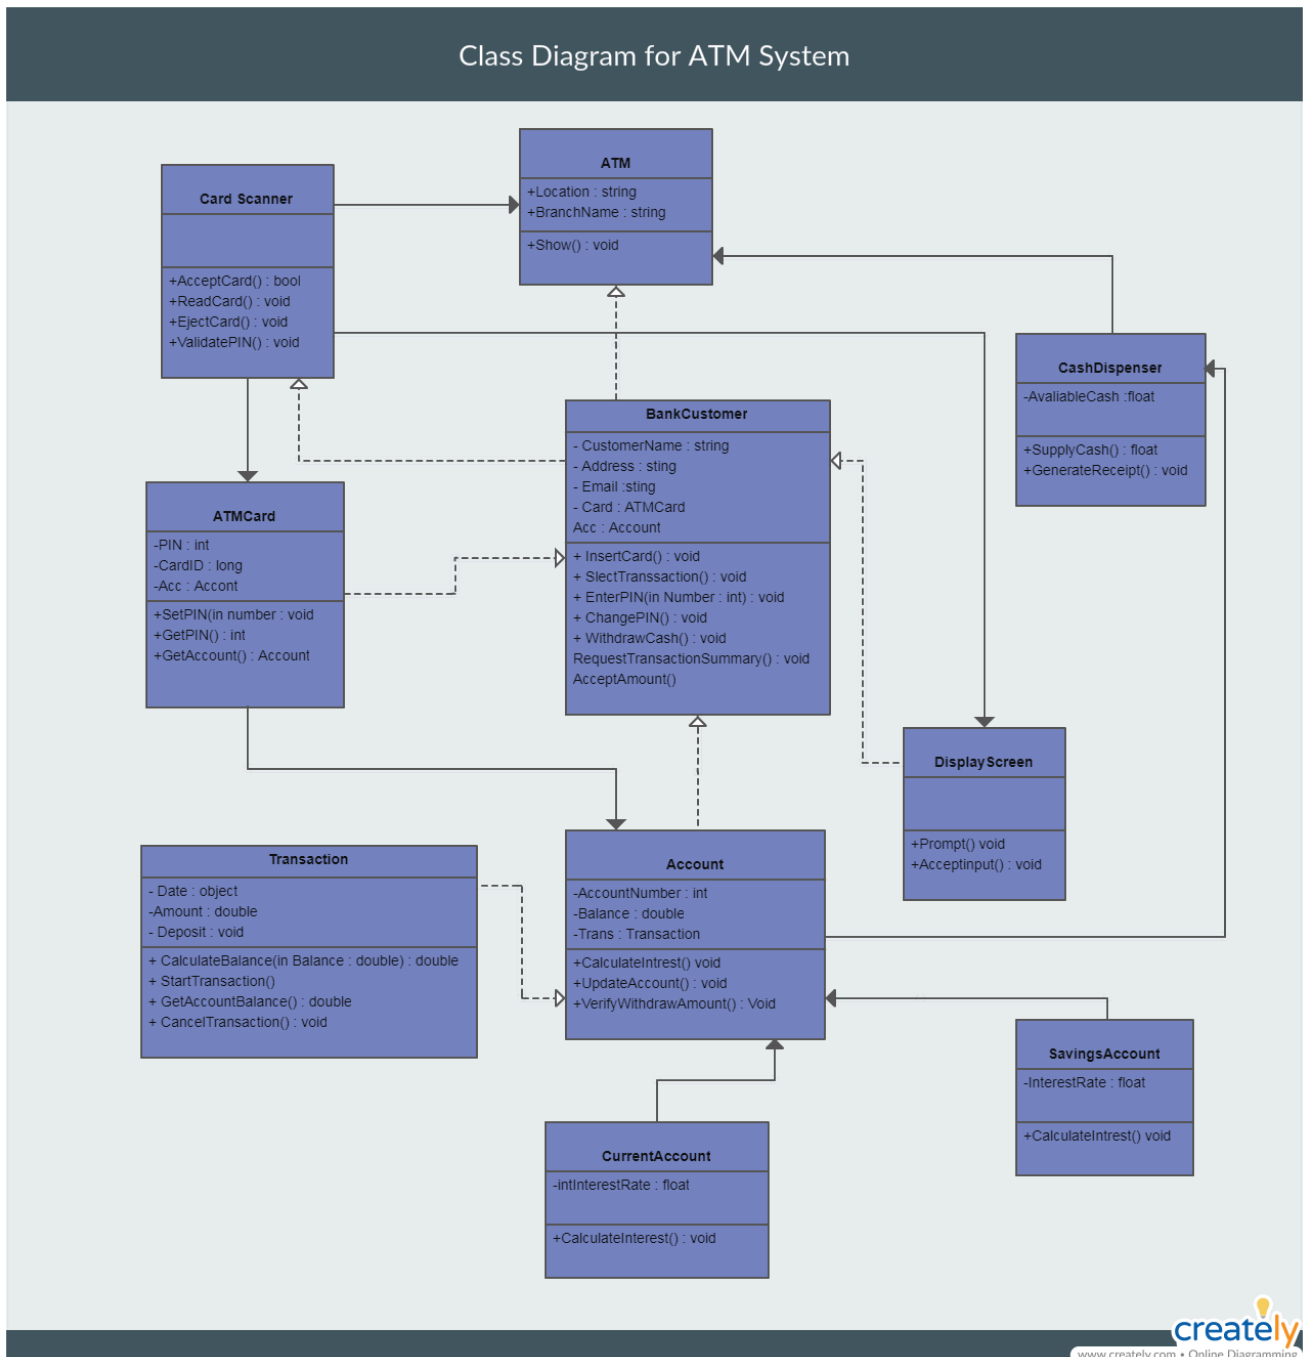 Class Diagram for ATM System
ATM
+Location : string
+BranchName : string
+Show() : void
Card Scanner
+AcceptCard() : bool
+ReadCard() : void
+EjectCard() : void
+ValidatePIN() : void
CashDispenser
-AvaliableCash :float
+SupplyCash() : float
+GenerateReceipt() : void
BankCustomer
- CustomerName : string
- Address : sting
- Email :sting
- Card : ATMCard
Acc : Account
+ InsertCard() : void
+ SlectTranssaction() : void
+ EnterPIN(in Number : int) : void
+ ChangePIN() : void
+ WithdrawCash() : void
RequestTransactionSummary() : void
AcceptAmount()
ATMCard
-PIN : int
-CardID : long
-Acc : Accont
+SetPIN(in number : void
+GetPIN() : int
+GetAccount() : Account
DisplayScreen
+Prompt() void
+Acceptinput() : void
Transaction
- Date : object
-Amount : double
- Deposit : void
+ CalculateBalance(in Balance : double) : double
+ StartTransaction()
+ GetAccountBalance() : double
+ CancelTransaction() : void
Account
-AccountNumber : int
-Balance : double
-Trans : Transaction
+CalculateIntrest() void
+UpdateAccount() : void
+VerifyWithdrawAmount() : Void
SavingsAccount
-InterestRate : float
+CalculateIntrest() void
CurrentAccount
-intInterestRate : float
+CalculateInterest() : void
creately
www.creately.com • Online Diagramming